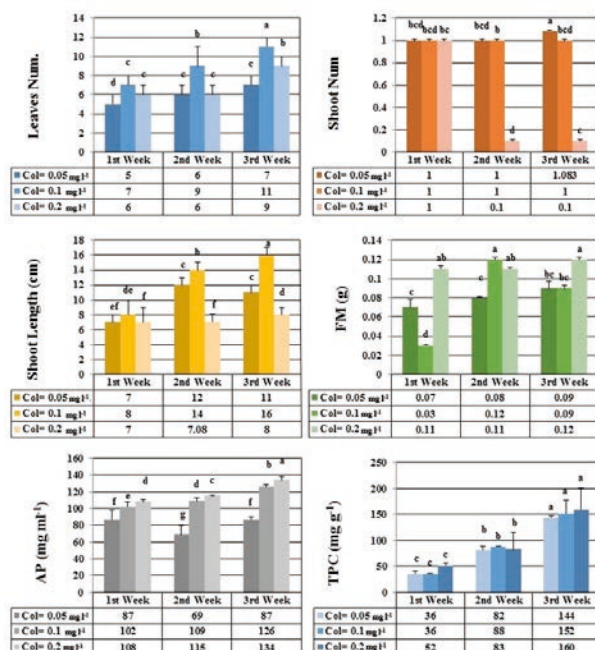 Leaves Num.
14
12
10
8
6
4
2
0
d c c
c b c
c a b
1st Week 2nd Week 3rd Week
Col= 0.05 mgl-1 5 6 7
Col= 0.1 mgl-1 7 9 11
Col= 0.2 mgl-1 6 6 9
Shoot Num
1.2
1
0.8
0.6
0.4
0.2
0
bcd bcd bc
bcd b d
a bcd c
1st Week 2nd Week 3rd Week
Col= 0.05 mgl-1 1 1 1.083
Col= 0.1 mgl-1 1 1 1
Col= 0.2 mgl-1 1 0.1 0.1
Shoot Length (cm)
18
16
14
12
10
8
6
4
2
0
ef de f
c b f
c a d
1st Week 2nd Week 3rd Week
Col= 0.05 mgl-1 7 12 11
Col= 0.1 mgl-1 8 14 16
Col= 0.2 mgl-1 7 7.08 8
FM (g)
0.14
0.12
0.1
0.08
0.06
0.04
0.02
0
c d ab
c a ab
bc bc a
1st Week 2nd Week 3rd Week
Col= 0.05 mgl-1 0.07 0.08 0.09
Col= 0.1 mgl-1 0.03 0.12 0.09
Col= 0.2 mgl-1 0.11 0.11 0.12
AP (mg ml-1)
160
140
120
100
80
60
40
20
0
f e d
g d c
f b a
1st Week 2nd Week 3rd Week
Col= 0.05 mgl-1 87 69 87
Col= 0.1 mgl-1 102 109 126
Col= 0.2 mgl-1 108 115 134
TPC (mg g-1)
250
200
150
100
50
0
c c c
b b b
a a a
1st Week 2nd Week 3rd Week
Col= 0.05 mgl-1 36 82 144
Col= 0.1 mgl-1 36 88 152
Col= 0.2 mgl-1 52 83 160